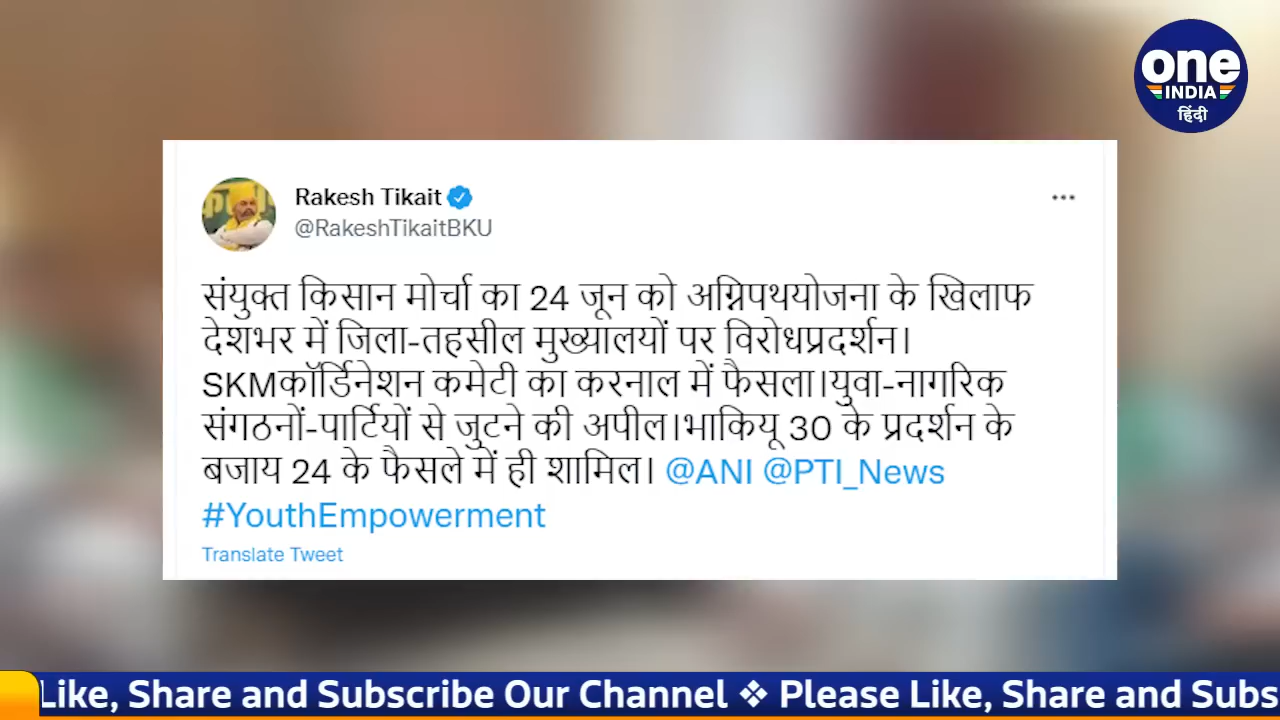 one
INDIA
हिंदी
Rakesh Tikait
@RakeshTikaitBKU
संयुक्त किसान मोर्चा का 24 जून को अग्निपथयोजना के खिलाफ
देशभर में जिला-तहसील मुख्यालयों पर विरोधप्रदर्शन।
SKMकॉर्डिनेशन कमेटी का करनाल में फैसला।युवा-नागरिक
संगठनों-पार्टियों से जुटने की अपील।भाकियू 30 के प्रदर्शन के
बजाय 24 के फैसले में ही शामिल। @ANI @PTI_News
#YouthEmpowerment
Translate Tweet
Like, Share and Subscribe Our Channel ❖ Please Like, Share and Subs